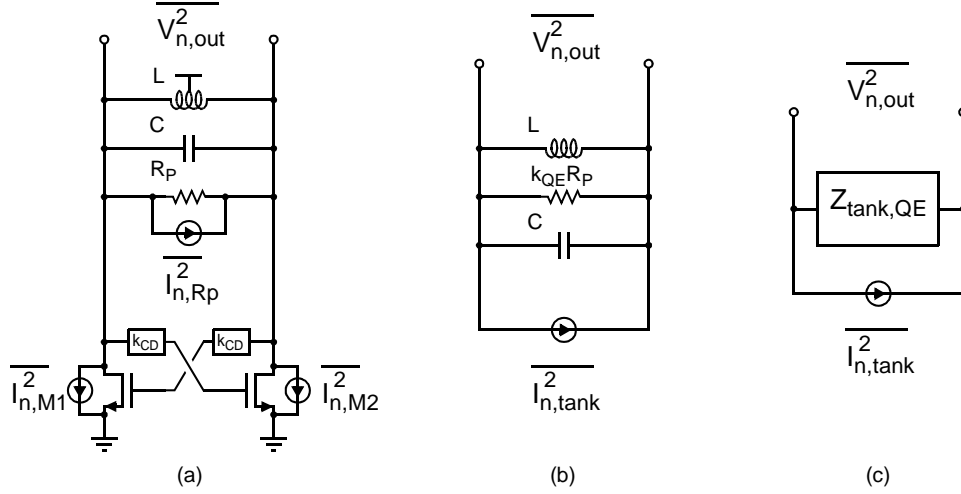 V²n,out
L
C
RP
I²n,Rp
kCD
kCD
I²n,M1
I²n,M2
(a)
V²n,out
L
kQERP
C
I²n,tank
(b)
V²n,out
Ztank,QE
I²n,tank
(c)